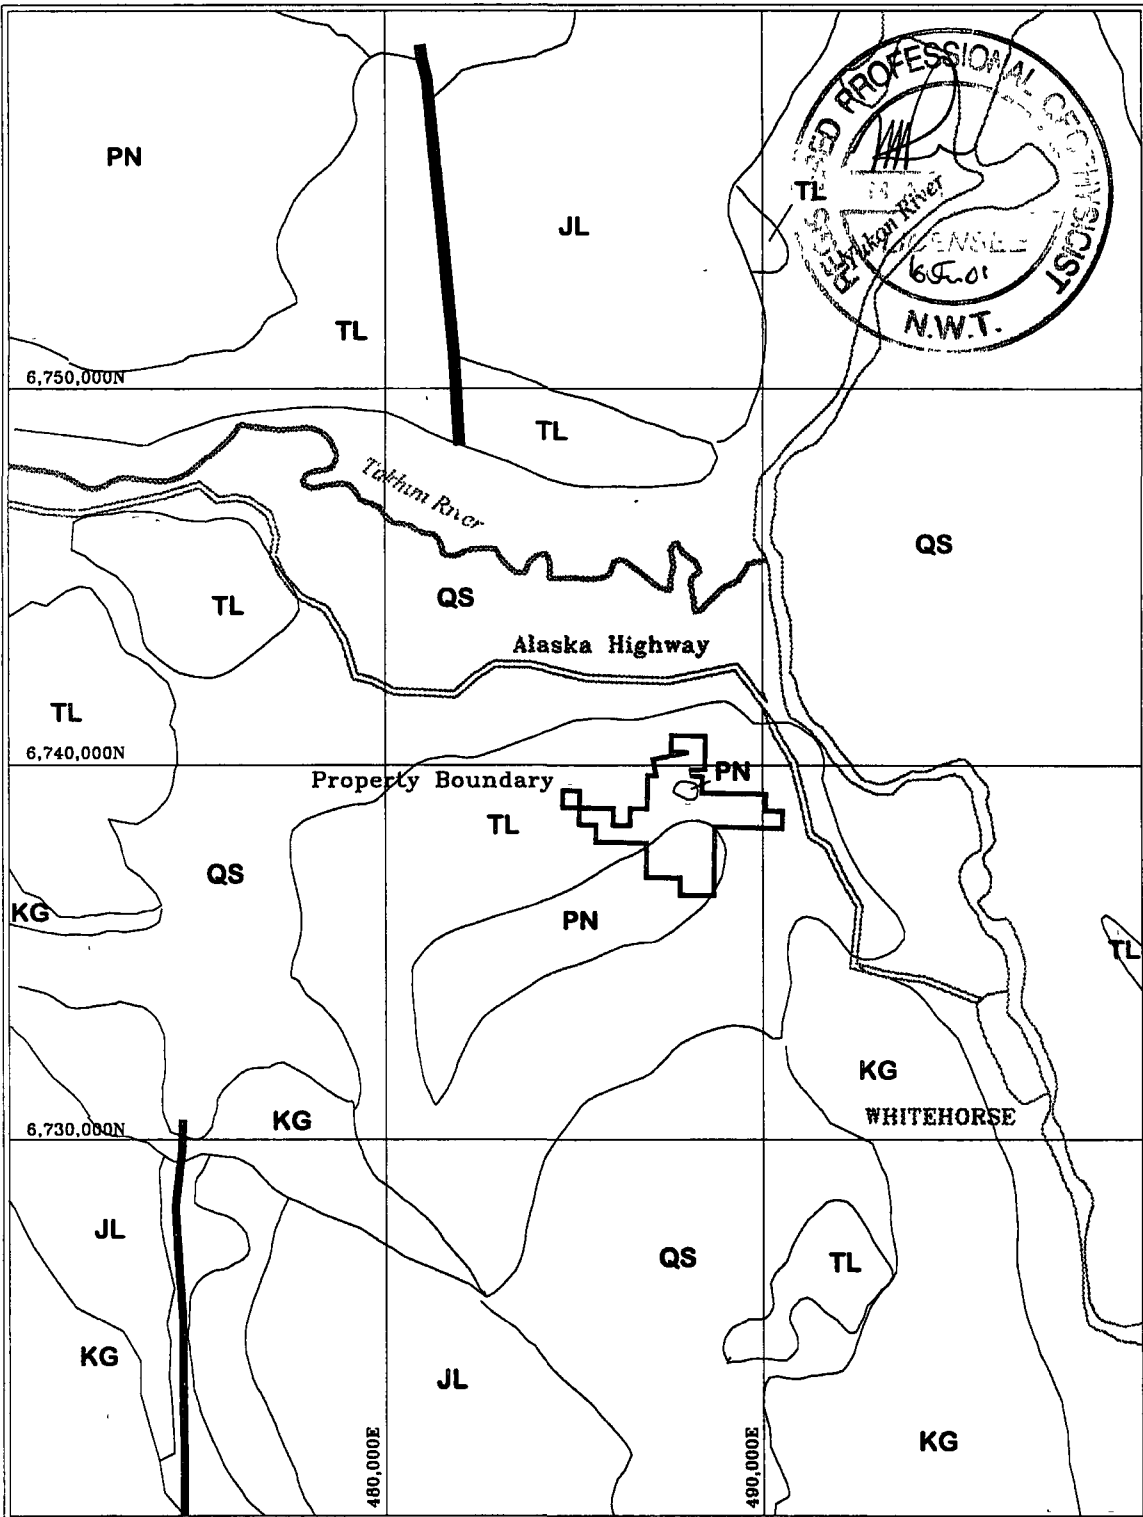 PROFESSIONAL
PN
TL
Yukon River
JL
LICENSEE
N.W.T.
TL
6,750,000N
TL
Takhini River
QS
QS
TL
Alaska Highway
TL
6,740,000N
Property Boundary
PN
TL
QS
KG
PN
TL
KG
KG
WHITEHORSE
6,730,000N
JL
QS
TL
KG
JL
KG
480,000E
490,000E